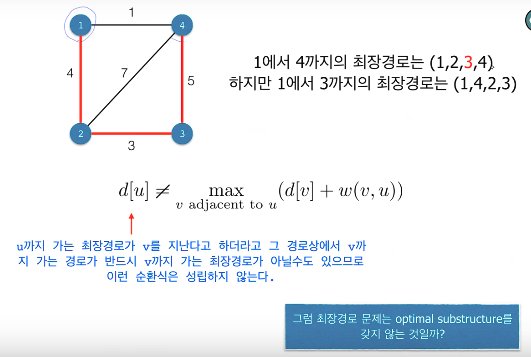 1
1
4
4
7
5
2
3
3
1에서 4까지의 최장경로는 (1,2,3,4)
하지만 1에서 3까지의 최장경로는 (1,4,2,3)
d[u] ≠ max (d[v] + w(v, u))
v adjacent to u
u까지 가는 최장경로가 v를 지난다고 하더라고 그 경로상에서 v까
지 가는 경로가 반드시 v까지 가는 최장경로가 아닐수도 있으므로
이런 순환식은 성립하지 않는다.
그럼 최장경로 문제는 optimal substructure를
갖지 않는 것일까?